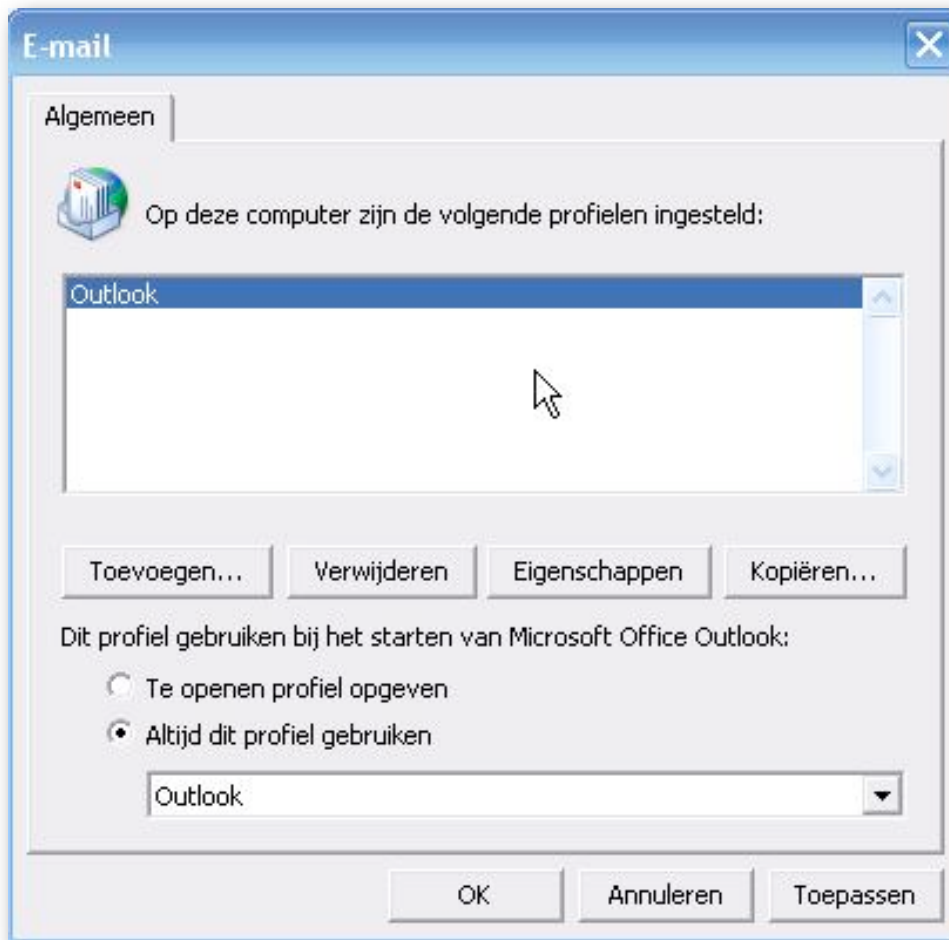 E-mail
Algemeen
Op deze computer zijn de volgende profielen ingesteld:
Outlook
Toevoegen... Verwijderen Eigenschappen Kopiëren...
Dit profiel gebruiken bij het starten van Microsoft Office Outlook:
Te openen profiel opgeven
Altijd dit profiel gebruiken
Outlook
OK Annuleren Toepassen